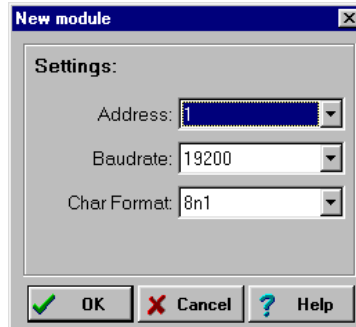 New module
Settings:
Address: 1
Baudrate: 19200
Char Format: 8n1
OK Cancel ? Help